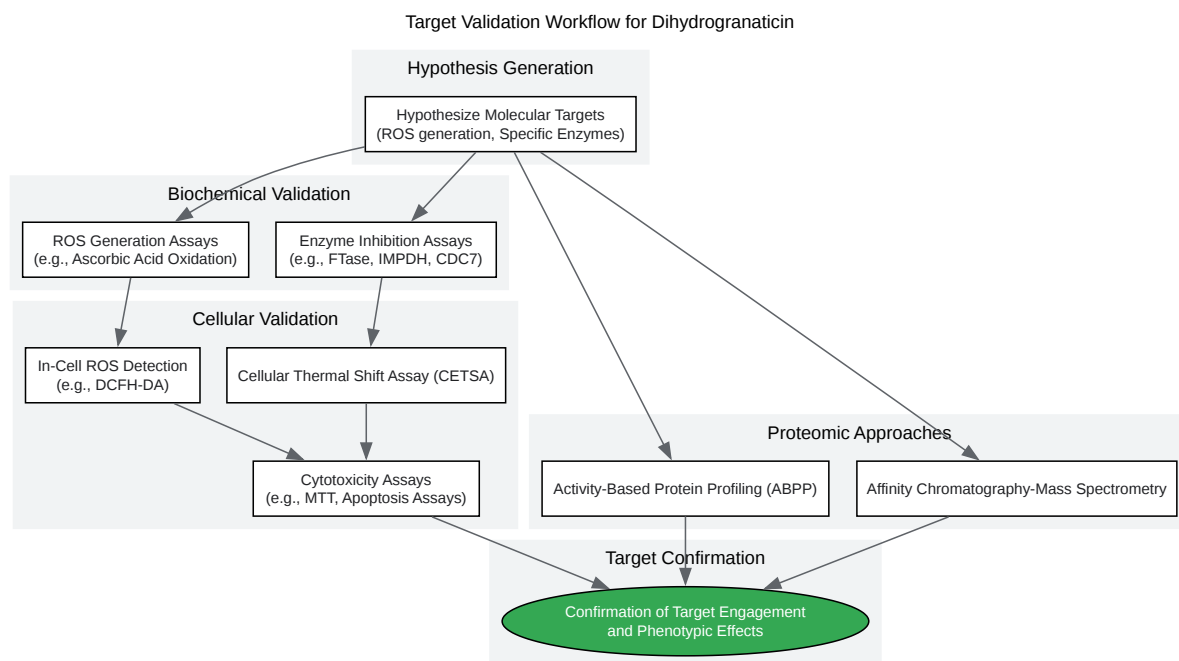 Target Validation Workflow for Dihydrogranaticin
Hypothesis Generation
Hypothesize Molecular Targets
(ROS generation, Specific Enzymes)
Biochemical Validation
ROS Generation Assays
(e.g., Ascorbic Acid Oxidation)
Enzyme Inhibition Assays
(e.g., FTase, IMPDH, CDC7)
Cellular Validation
In-Cell ROS Detection
(e.g., DCFH-DA)
Cellular Thermal Shift Assay (CETSA)
Cytotoxicity Assays
(e.g., MTT, Apoptosis Assays)
Proteomic Approaches
Activity-Based Protein Profiling (ABPP)
Affinity Chromatography-Mass Spectrometry
Target Confirmation
Confirmation of Target Engagement
and Phenotypic Effects